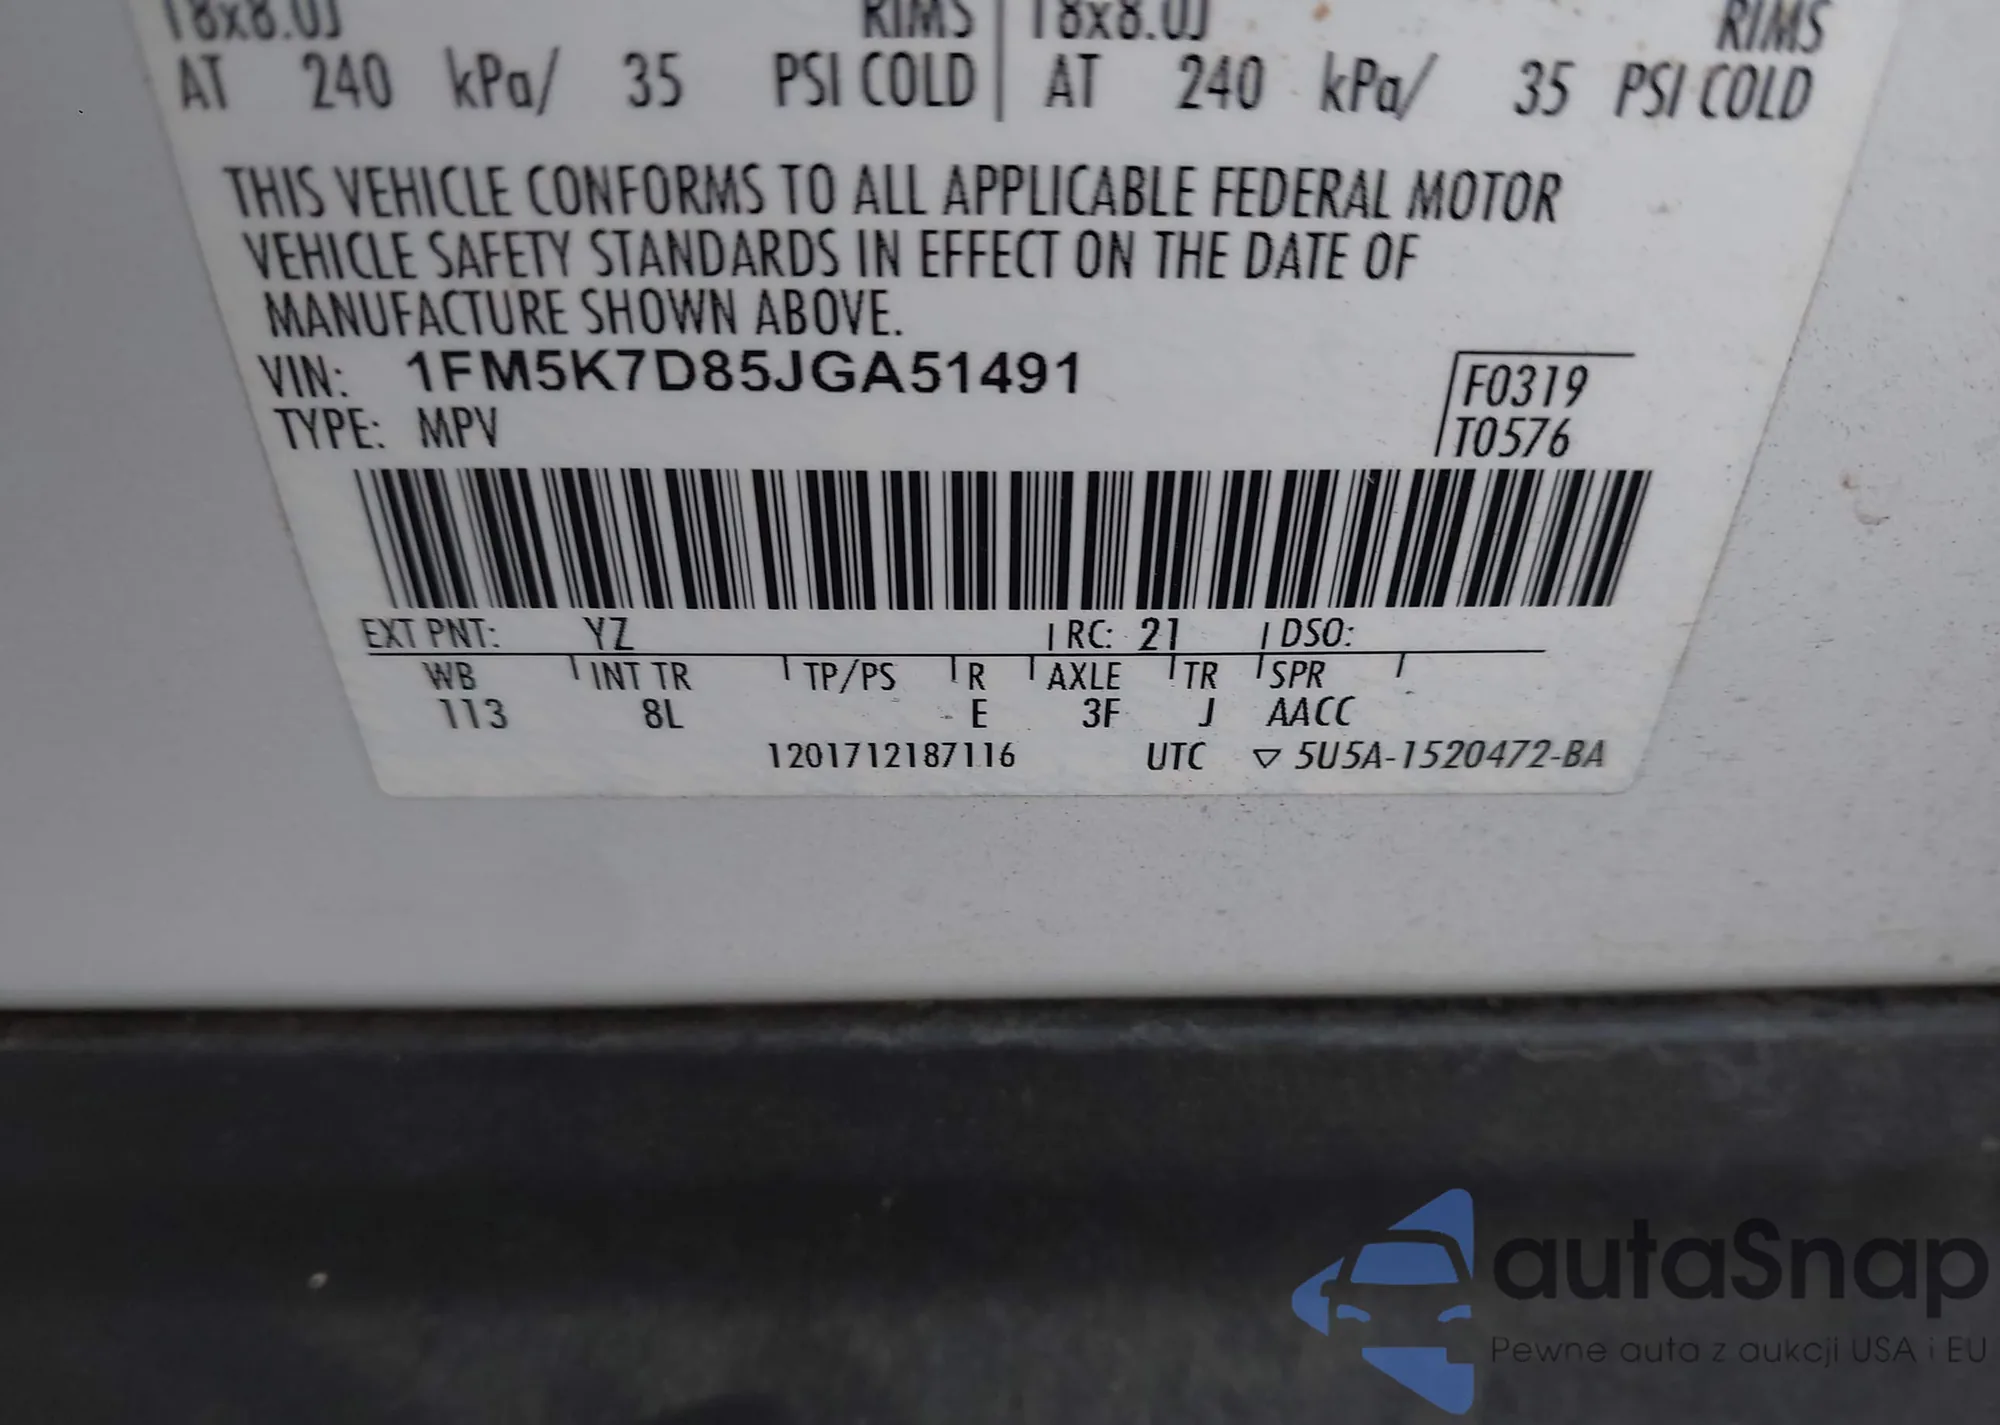 18x8.0J RIMS 18x8.0J RIMS
AT 240 kPa/ 35 PSI COLD AT 240 kPa/ 35 PSI COLD
THIS VEHICLE CONFORMS TO ALL APPLICABLE FEDERAL MOTOR
VEHICLE SAFETY STANDARDS IN EFFECT ON THE DATE OF
MANUFACTURE SHOWN ABOVE.
VIN: 1FM5K7D85JGA51491 F0319
TYPE: MPV T0576
EXT PNT: YZ RC: 21 DSO:
WB INT TR TP/PS R AXLE TR SPR
113 8L E 3F J AACC
1201712187116 UTC ▽ 5U5A-1520472-BA
autaSnap
Pewne auta z aukcji USA i EU